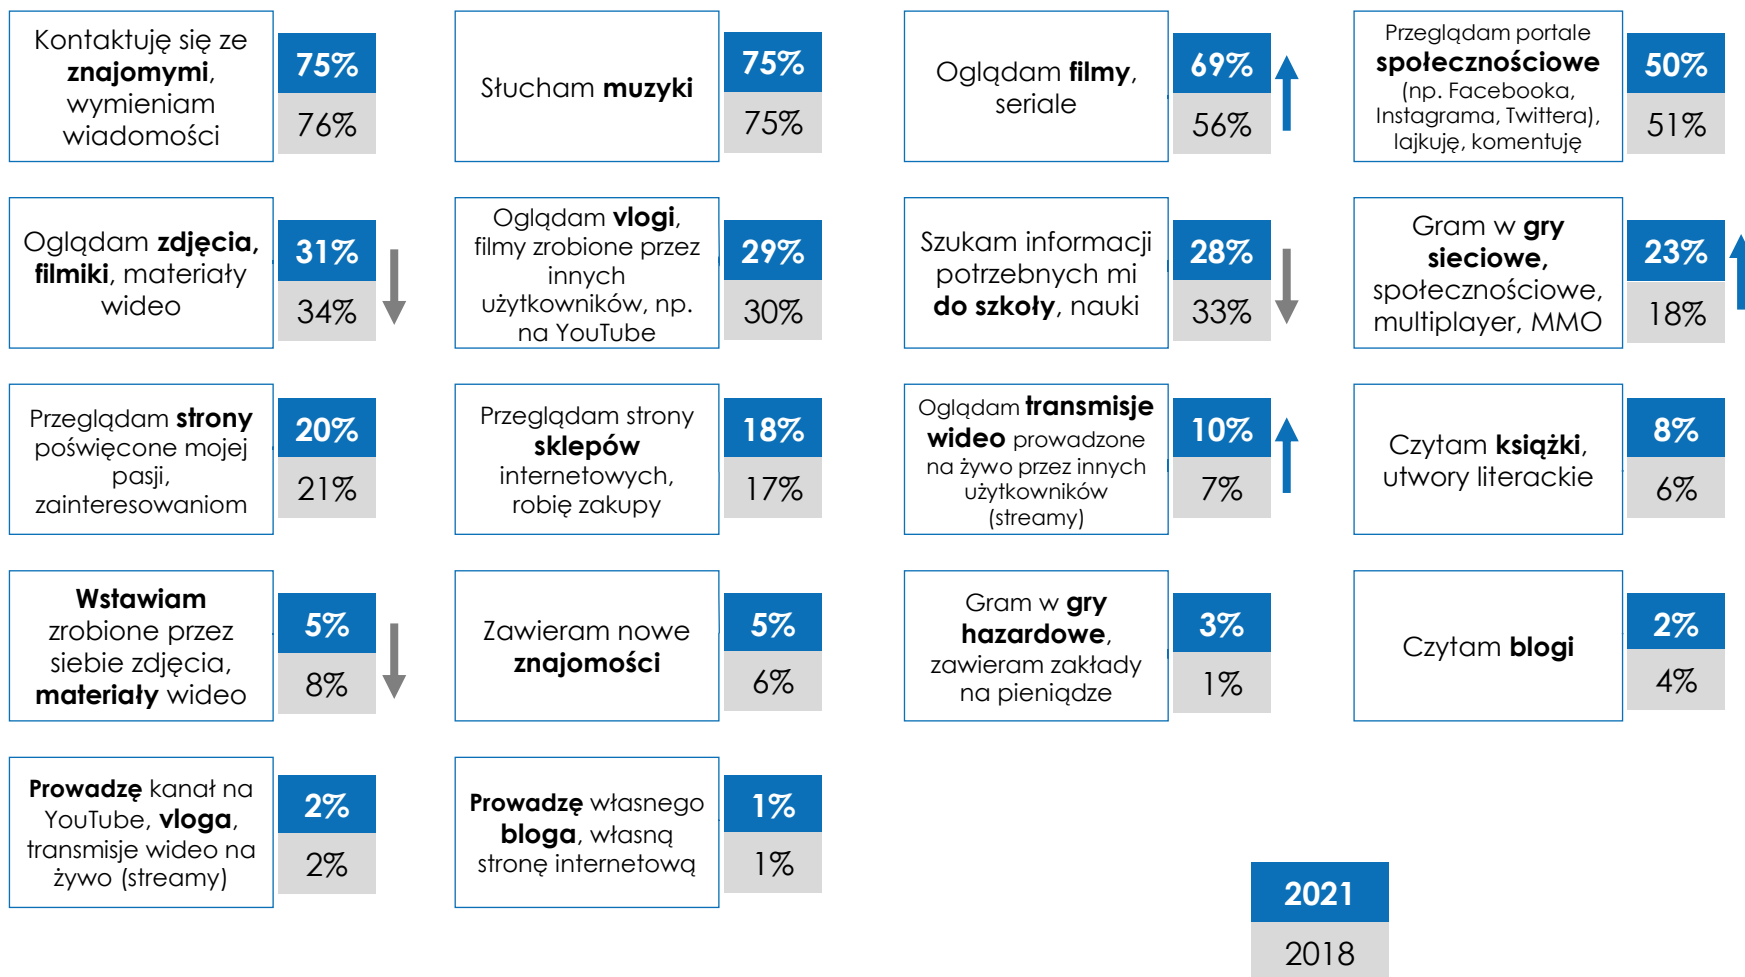 Kontaktuję się ze
znajomymi,
wymieniam
wiadomości
75%
76%
Słucham muzyki
75%
75%
Oglądam filmy,
seriale
69%
56%
Przeglądam portale
społecznościowe
(np. Facebooka,
Instagrama, Twittera),
lajkuję, komentuję
50%
51%
Oglądam zdjęcia,
filmiki, materiały
wideo
31%
34%
Oglądam vlogi,
filmy zrobione przez
innych
użytkowników, np.
na YouTube
29%
30%
Szukam informacji
potrzebnych mi
do szkoły, nauki
28%
33%
Gram w gry
sieciowe,
społecznościowe,
multiplayer, MMO
23%
18%
Przeglądam strony
poświęcone mojej
pasji,
zainteresowaniom
20%
21%
Przeglądam strony
sklepów
internetowych,
robię zakupy
18%
17%
Oglądam transmisje
wideo prowadzone
na żywo przez innych
użytkowników
(streamy)
10%
7%
Czytam książki,
utwory literackie
8%
6%
Wstawiam
zrobione przez
siebie zdjęcia,
materiały wideo
5%
8%
Zawieram nowe
znajomości
5%
6%
Gram w gry
hazardowe,
zawieram zakłady
na pieniądze
3%
1%
Czytam blogi
2%
4%
Prowadzę kanał na
YouTube, vloga,
transmisje wideo na
żywo (streamy)
2%
2%
Prowadzę własnego
bloga, własną
stronę internetową
1%
1%
2021
2018